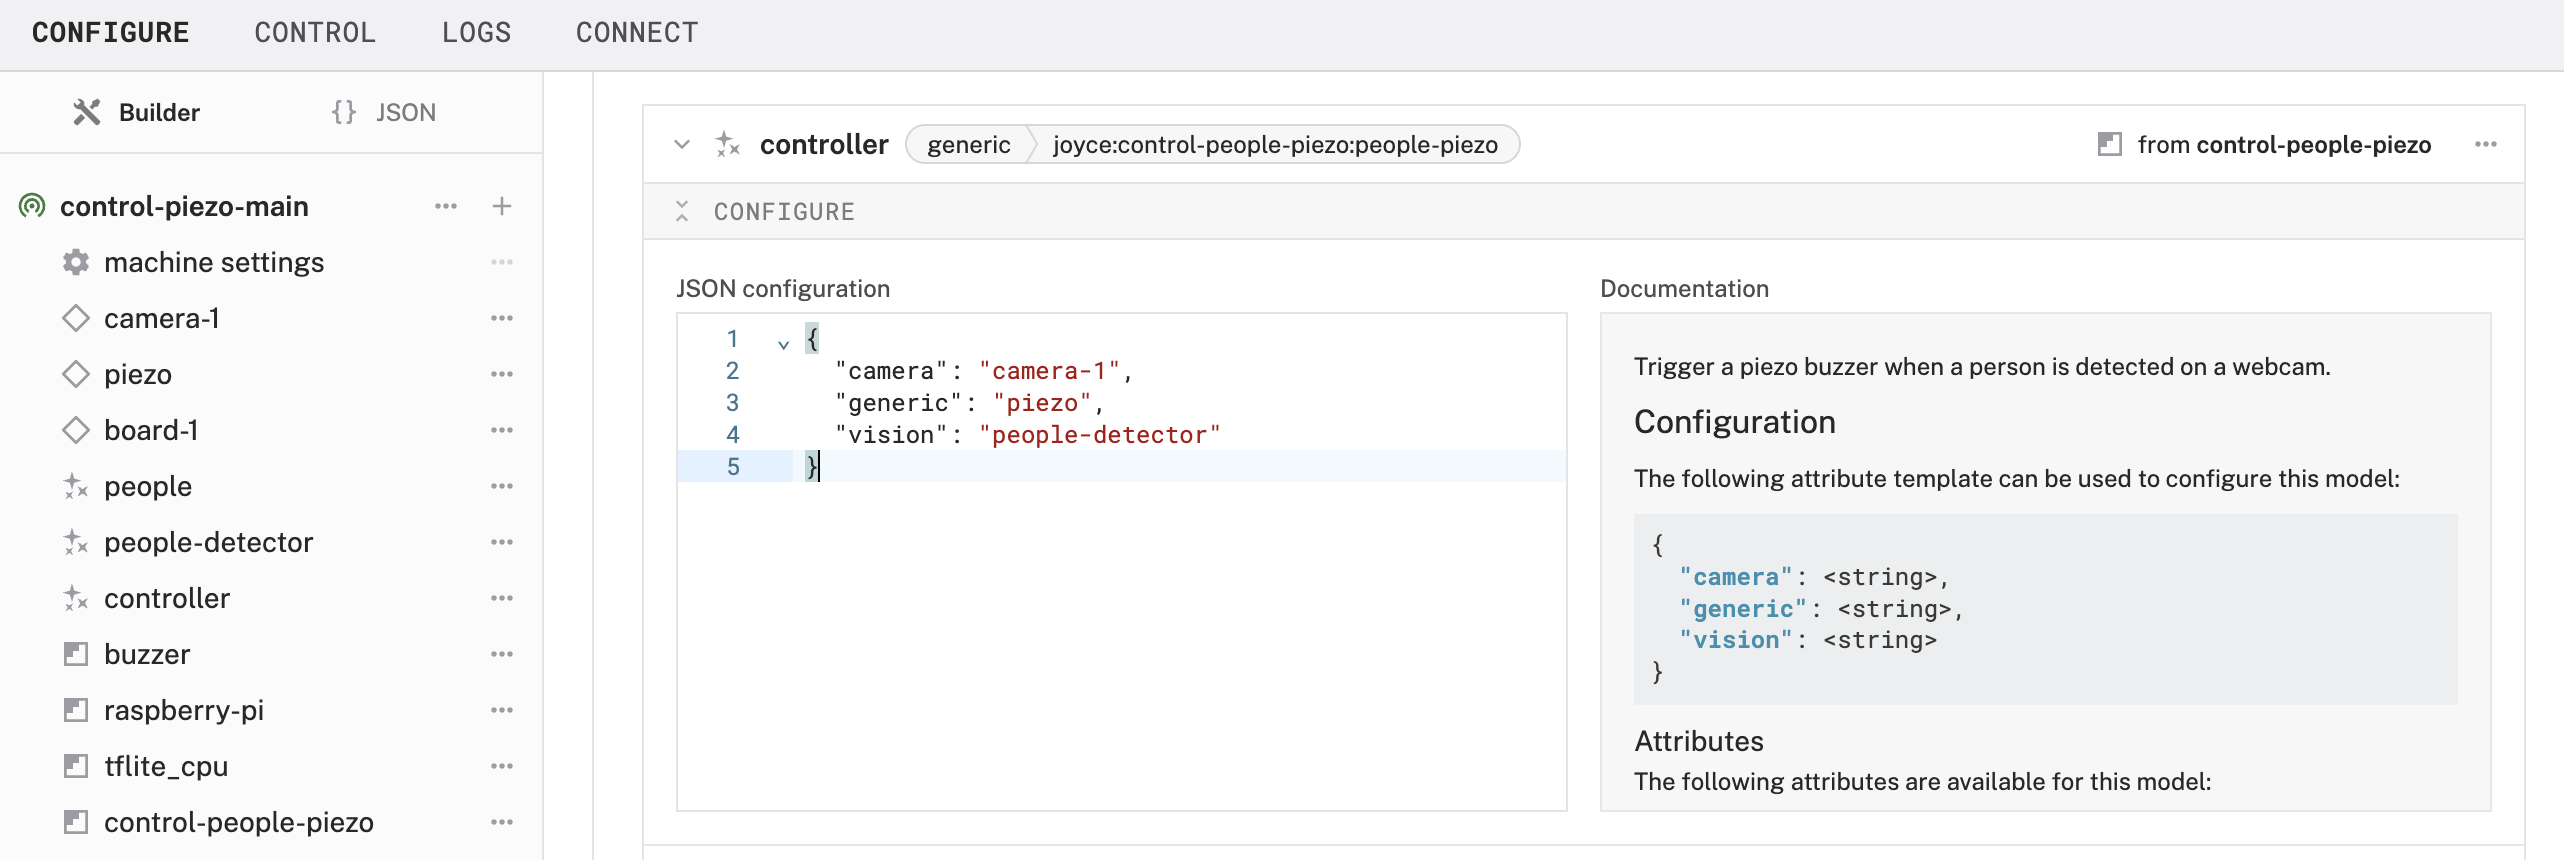 CONFIGURE CONTROL LOGS CONNECT
Builder {} JSON
control-piezo-main
machine settings
camera-1
piezo
board-1
people
people-detector
controller
buzzer
raspberry-pi
tflite_cpu
control-people-piezo
controller generic joyce:control-people-piezo:people-piezo from control-people-piezo
CONFIGURE
JSON configuration
1 {
2 "camera": "camera-1",
3 "generic": "piezo",
4 "vision": "people-detector"
5 }
Documentation
Trigger a piezo buzzer when a person is detected on a webcam.
Configuration
The following attribute template can be used to configure this model:
{
"camera": <string>,
"generic": <string>,
"vision": <string>
}
Attributes
The following attributes are available for this model: